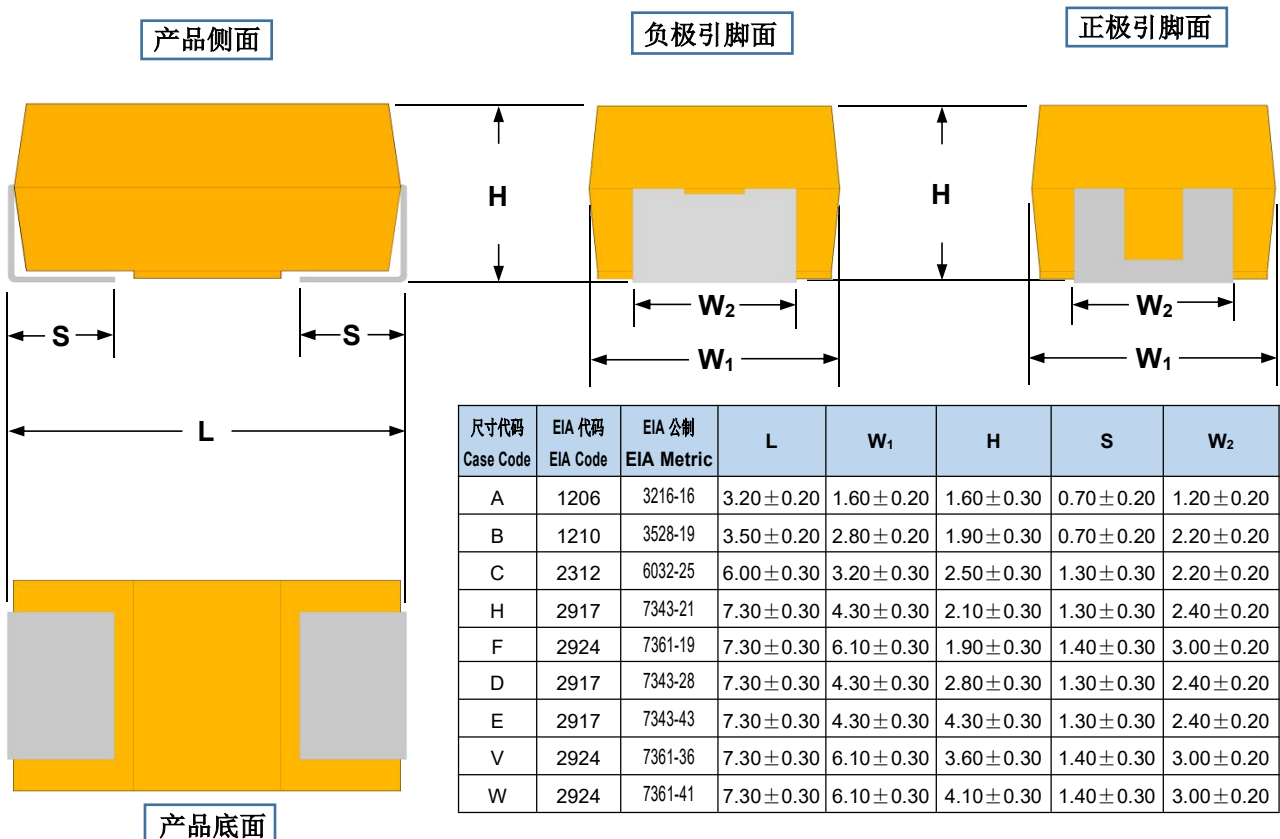 产品侧面
负极引脚面
正极引脚面
H
H
S
S
W₂
W₂
W₁
W₁
L
尺寸代码 EIA 代码 EIA 公制 L W₁ H S W₂
Case Code EIA Code EIA Metric
A 1206 3216-16 3.20±0.20 1.60±0.20 1.60±0.30 0.70±0.20 1.20±0.20
B 1210 3528-19 3.50±0.20 2.80±0.20 1.90±0.30 0.70±0.20 2.20±0.20
C 2312 6032-25 6.00±0.30 3.20±0.30 2.50±0.30 1.30±0.30 2.20±0.20
H 2917 7343-21 7.30±0.30 4.30±0.30 2.10±0.30 1.30±0.30 2.40±0.20
F 2924 7361-19 7.30±0.30 6.10±0.30 1.90±0.30 1.40±0.30 3.00±0.20
D 2917 7343-28 7.30±0.30 4.30±0.30 2.80±0.30 1.30±0.30 2.40±0.20
E 2917 7343-43 7.30±0.30 4.30±0.30 4.30±0.30 1.30±0.30 2.40±0.20
V 2924 7361-36 7.30±0.30 6.10±0.30 3.60±0.30 1.40±0.30 3.00±0.20
W 2924 7361-41 7.30±0.30 6.10±0.30 4.10±0.30 1.40±0.30 3.00±0.20
产品底面